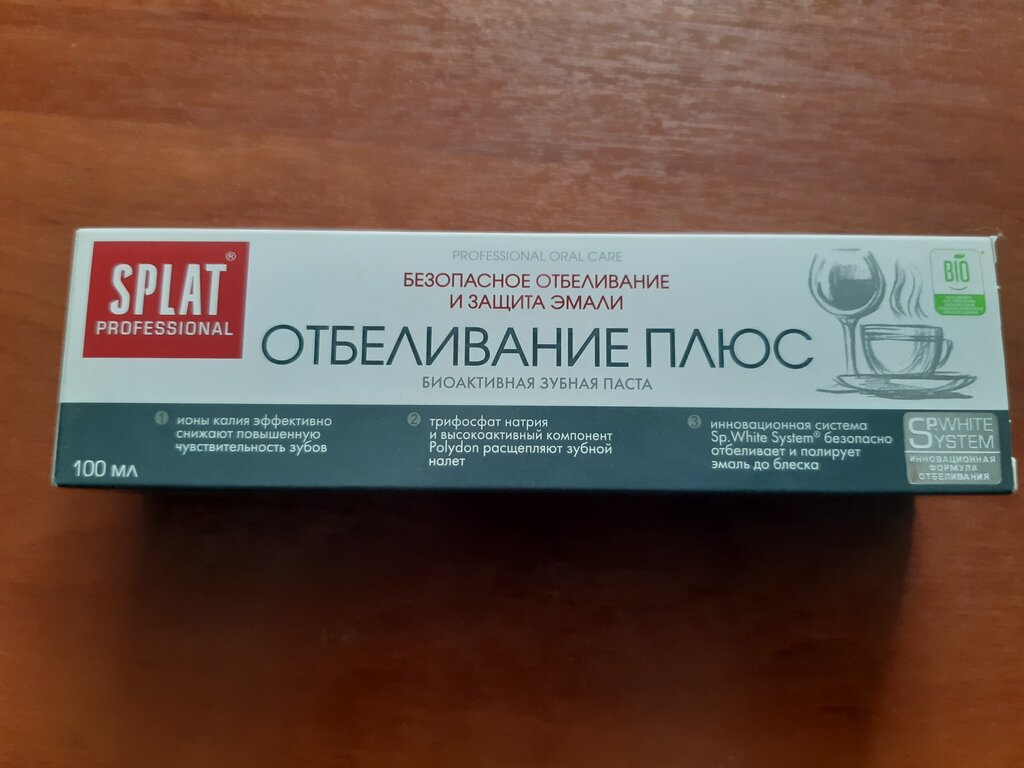 SPLAT®
PROFESSIONAL
PROFESSIONAL ORAL CARE
БЕЗОПАСНОЕ ОТБЕЛИВАНИЕ
И ЗАЩИТА ЭМАЛИ
ОТБЕЛИВАНИЕ ПЛЮС
БИОАКТИВНАЯ ЗУБНАЯ ПАСТА
BIO
1 ионы калия эффективно
снижают повышенную
чувствительность зубов
2 трифосфат натрия
и высокоактивный компонент
Polydon расщепляют зубной
налет
3 инновационная система
Sp.White System® безопасно
отбеливает и полирует
эмаль до блеска
SP.WHITE
SYSTEM
ИННОВАЦИОННАЯ
ФОРМУЛА
ОТБЕЛИВАНИЯ
100 МЛ